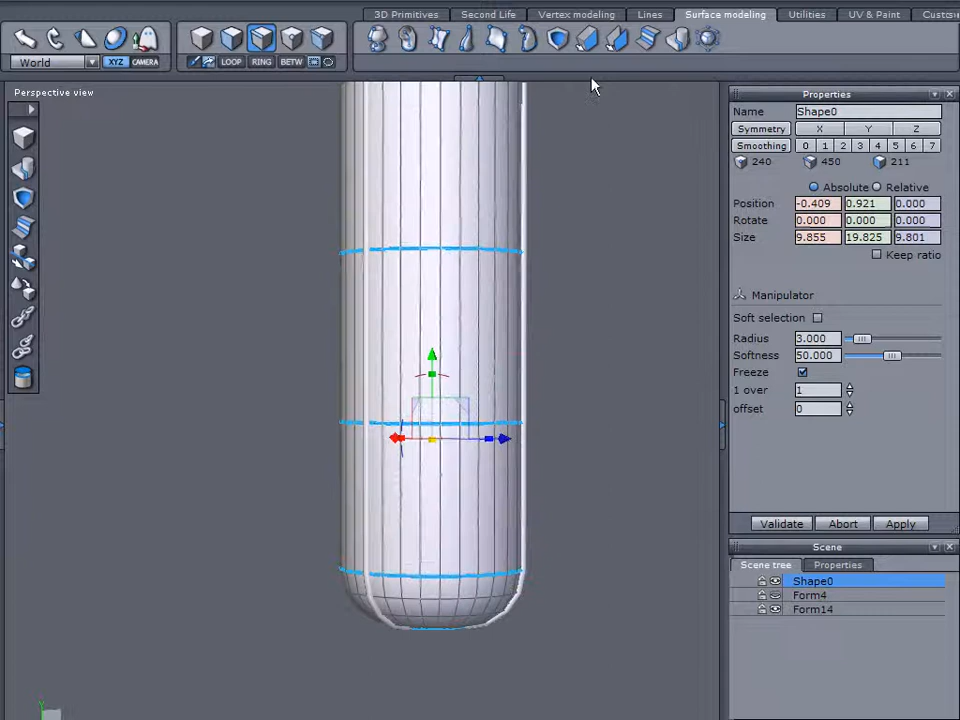 3D Primitives Second Life Vertex modeling Lines Surface modeling Utilities UV & Paint
World XYZ CAMERA LOOP RING BETW
Perspective view
Properties
Name Shape0
Symmetry X Y Z
Smoothing 0 1 2 3 4 5 6 7
240 450 211
Absolute Relative
Position -0.409 0.921 0.000
Rotate 0.000 0.000 0.000
Size 9.855 19.825 9.801
Keep ratio
Manipulator
Soft selection
Radius 3.000
Softness 50.000
Freeze
1 over 1
offset 0
Validate Abort Apply
Scene
Scene tree Properties
Shape0
Form4
Form14
Y